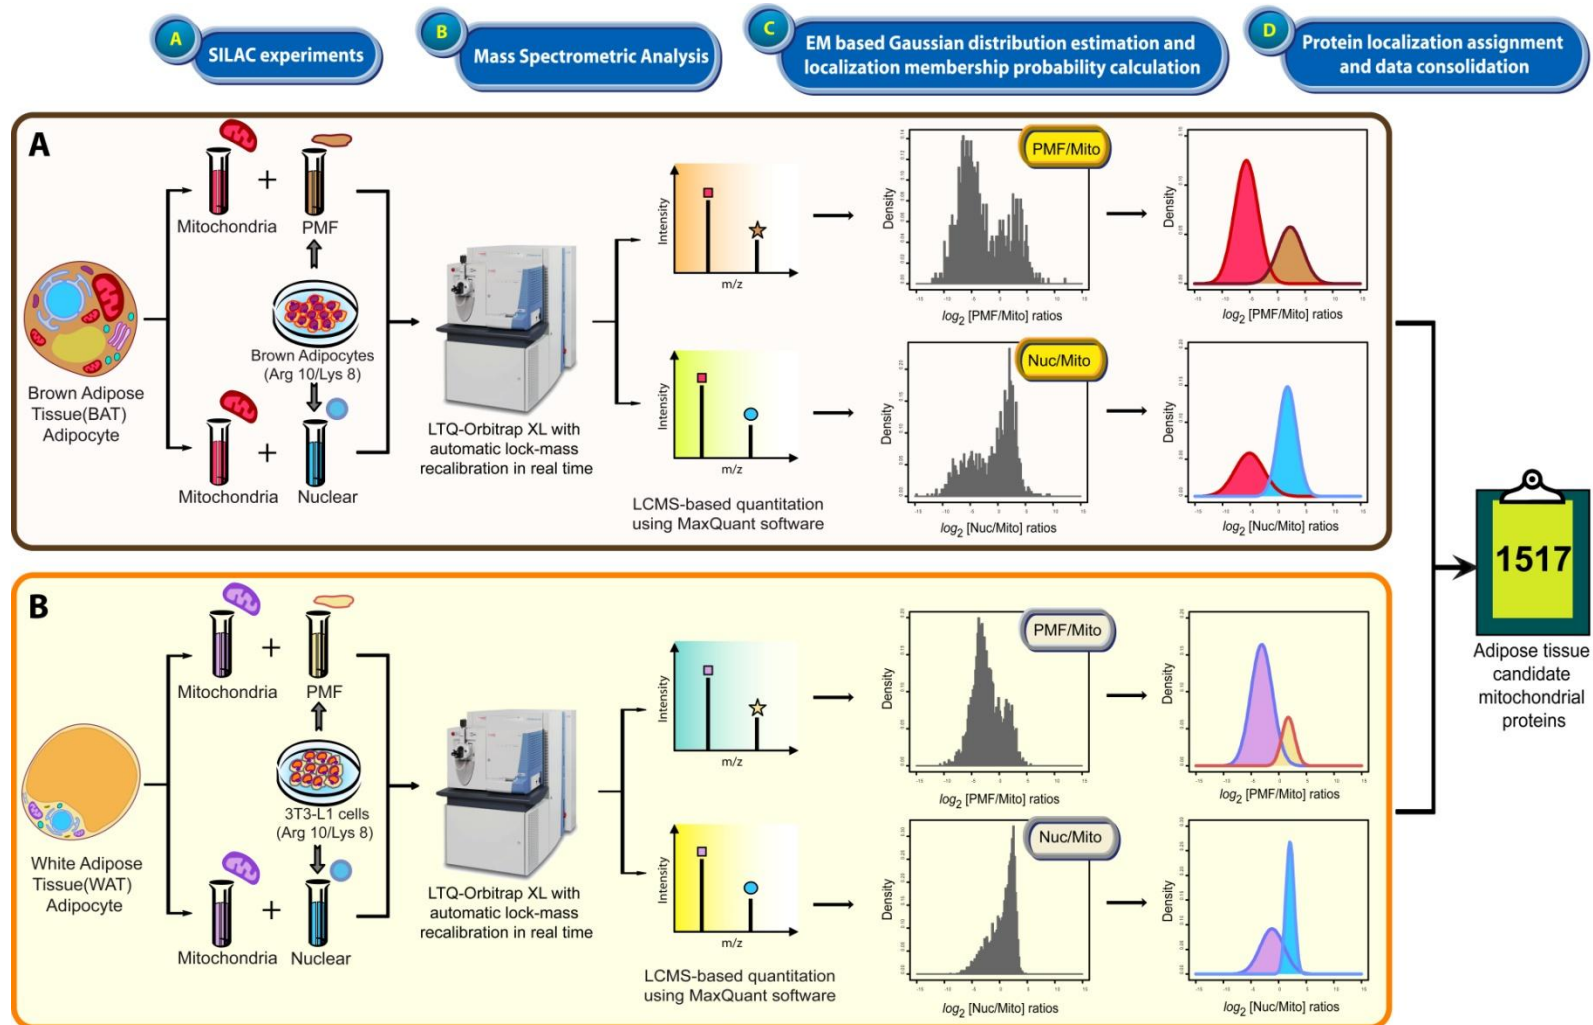 A
SILAC experiments
B
Mass Spectrometric Analysis
C
EM based Gaussian distribution estimation and
localization membership probability calculation
D
Protein localization assignment
and data consolidation
A
Mitochondria
+
PMF
Brown Adipocytes
(Arg 10/Lys 8)
Brown Adipose
Tissue(BAT)
Adipocyte
Mitochondria
+
Nuclear
LTQ-Orbitrap XL with
automatic lock-mass
recalibration in real time
Intensity
m/z
Intensity
m/z
LCMS-based quantitation
using MaxQuant software
PMF/Mito
Density
log2 [PMF/Mito] ratios
Density
log2 [PMF/Mito] ratios
Nuc/Mito
Density
log2 [Nuc/Mito] ratios
Density
log2 [Nuc/Mito] ratios
B
Mitochondria
+
PMF
3T3-L1 cells
(Arg 10/Lys 8)
White Adipose
Tissue(WAT)
Adipocyte
Mitochondria
+
Nuclear
LTQ-Orbitrap XL with
automatic lock-mass
recalibration in real time
Intensity
m/z
Intensity
m/z
LCMS-based quantitation
using MaxQuant software
PMF/Mito
Density
log2 [PMF/Mito] ratios
Density
log2 [PMF/Mito] ratios
Nuc/Mito
Density
log2 [Nuc/Mito] ratios
Density
log2 [Nuc/Mito] ratios
1517
Adipose tissue
candidate
mitochondrial
proteins